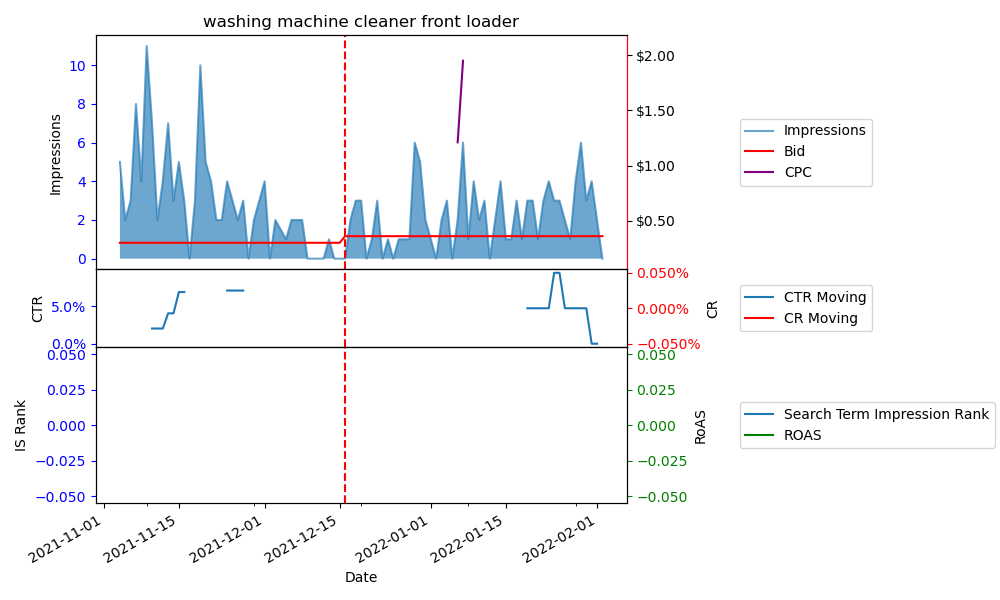 washing machine cleaner front loader
Impressions
10
8
6
4
2
0
$2.00
$1.50
$1.00
$0.50
Impressions
Bid
CPC
CTR
5.0%
0.0%
0.050%
0.000%
−0.050%
CR
CTR Moving
CR Moving
IS Rank
0.050
0.025
0.000
−0.025
−0.050
0.050
0.025
0.000
−0.025
−0.050
RoAS
Search Term Impression Rank
ROAS
2021-11-01
2021-11-15
2021-12-01
2021-12-15
2022-01-01
2022-01-15
2022-02-01
Date